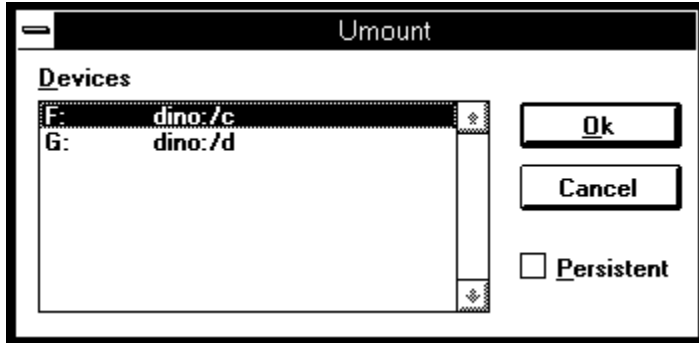 Umount
Devices
F: dino:/c
G: dino:/d
Ok
Cancel
Persistent